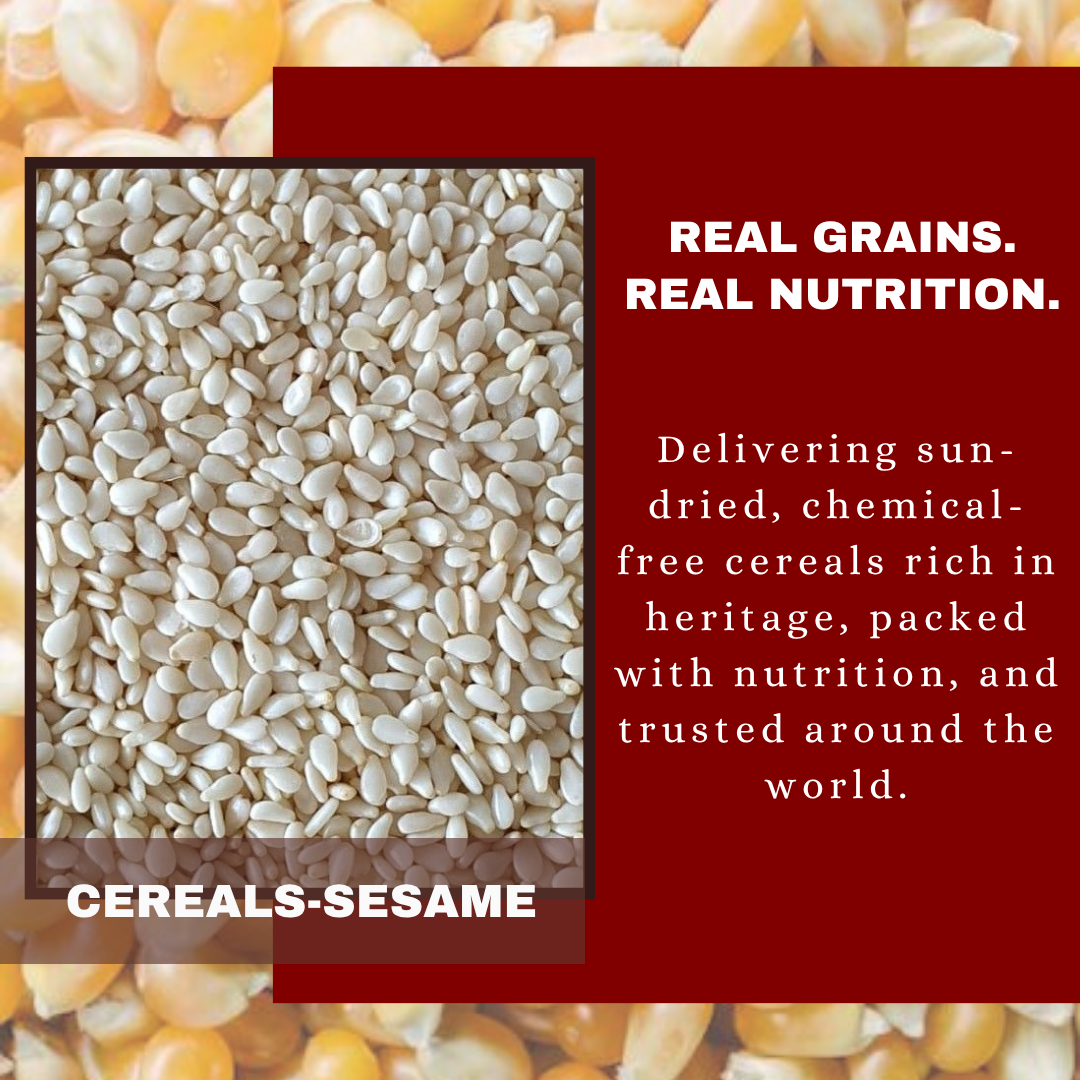 REAL GRAINS.
REAL NUTRITION.
Delivering sun-
dried, chemical-
free cereals rich in
heritage, packed
with nutrition, and
trusted around the
world.
CEREALS-SESAME